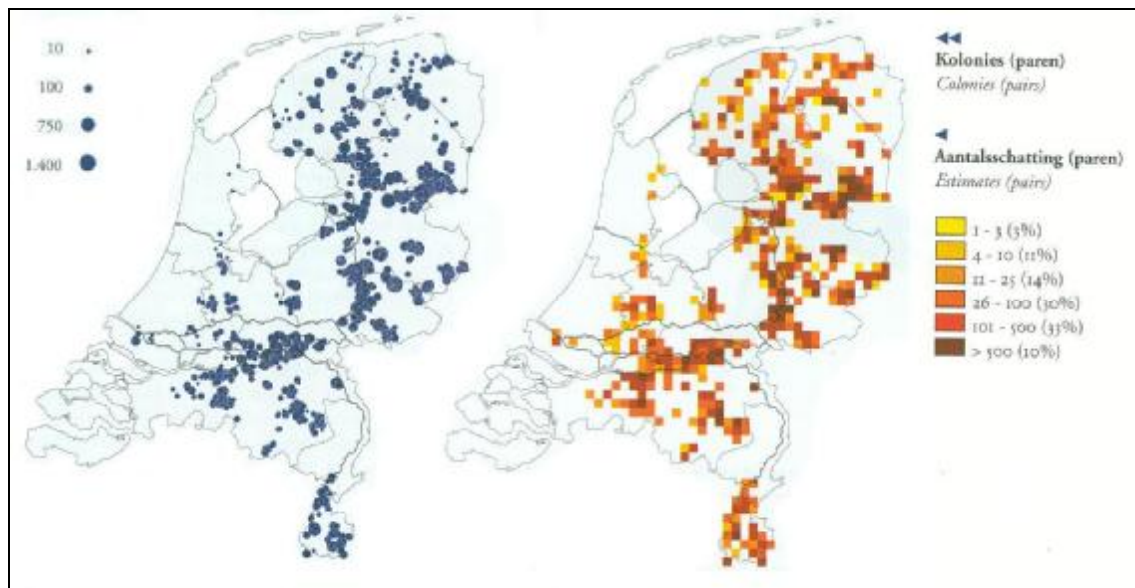 10
100
750
1.400
Kolonies (paren)
Colonies (pairs)
Aantalsschatting (paren)
Estimates (pairs)
1 - 3 (3%)
4 - 10 (11%)
11 - 25 (14%)
26 - 100 (30%)
101 - 500 (33%)
> 500 (10%)